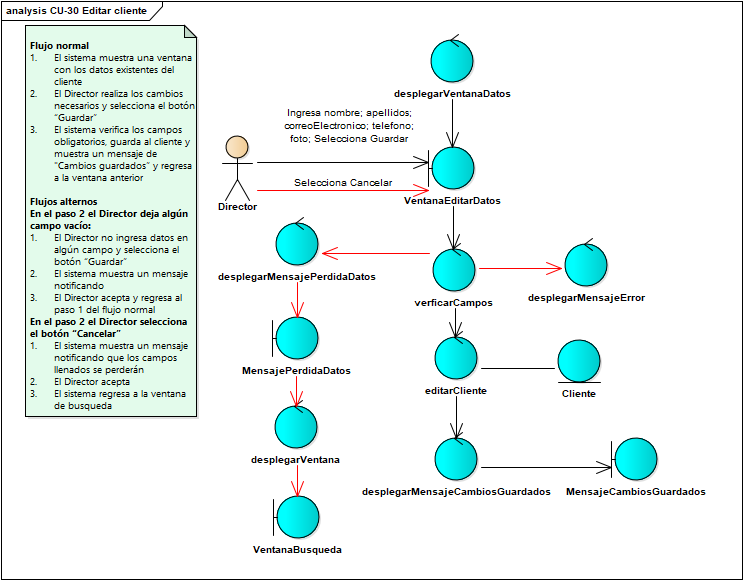 analysis CU-30 Editar cliente
Flujo normal
1. El sistema muestra una ventana
con los datos existentes del
cliente
2. El Director realiza los cambios
necesarios y selecciona el botón
"Guardar"
3. El sistema verifica los campos
obligatorios, guarda al cliente y
muestra un mensaje de
"Cambios guardados" y regresa
a la ventana anterior
Flujos alternos
En el paso 2 el Director deja algún
campo vacío:
1. El Director no ingresa datos en
algún campo y selecciona el
botón "Guardar"
2. El sistema muestra un mensaje
notificando
3. El Director acepta y regresa al
paso 1 del flujo normal
En el paso 2 el Director selecciona
el botón "Cancelar"
1. El sistema muestra un mensaje
notificando que los campos
llenados se perderán
2. El Director acepta
3. El sistema regresa a la ventana
de busqueda
desplegarVentanaDatos
Ingresa nombre; apellidos;
correoElectronico; telefono;
foto; Selecciona Guardar
Selecciona Cancelar
Director
VentanaEditarDatos
desplegarMensajePerdidaDatos
verficarCampos
desplegarMensajeError
MensajePerdidaDatos
editarCliente
Cliente
desplegarVentana
desplegarMensajeCambiosGuardados
MensajeCambiosGuardados
VentanaBusqueda